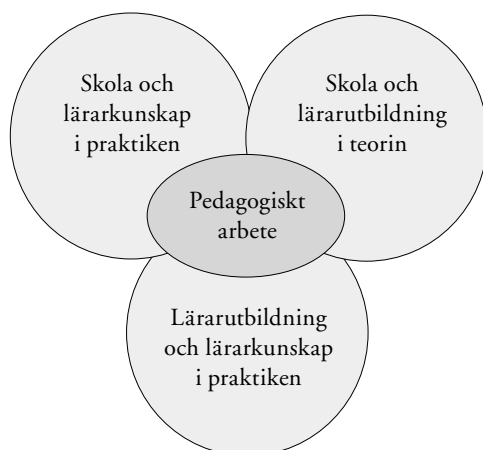 Skola och
lärarkunskap
i praktiken
Skola och
lärarutbildning
i teorin
Pedagogiskt
arbete
Lärarutbildning
och lärarkunskap
i praktiken